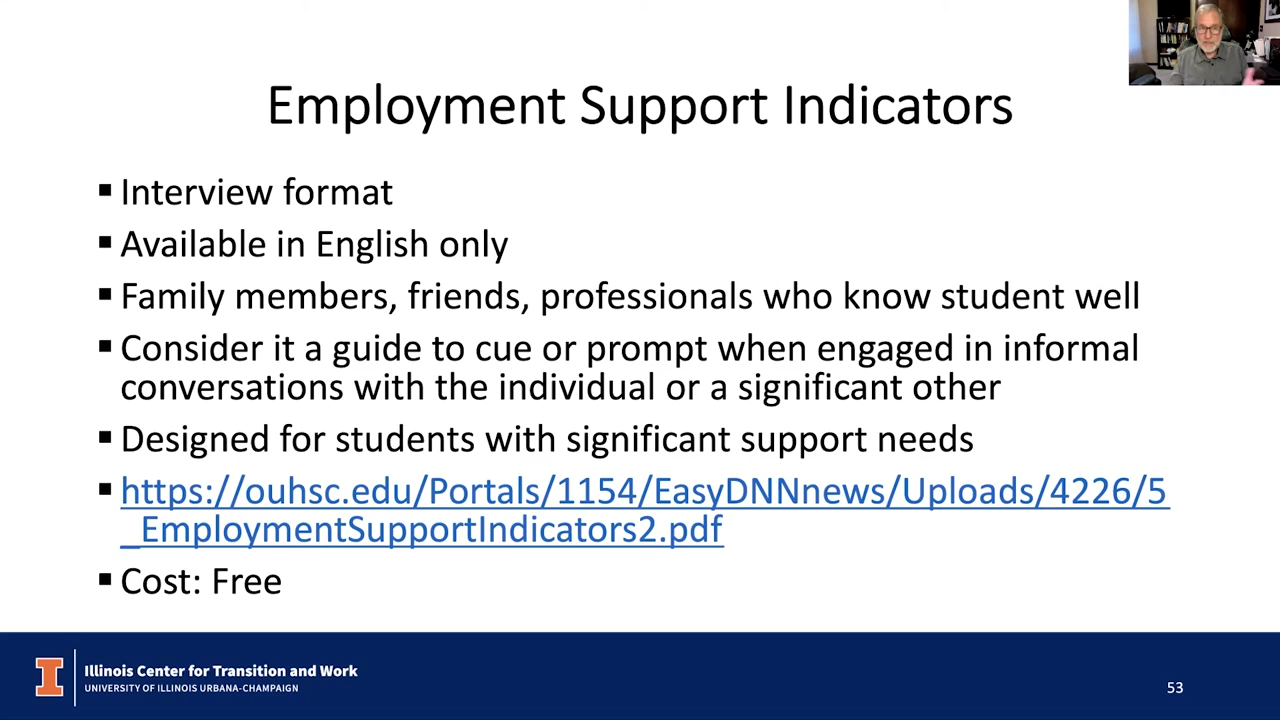 Employment Support Indicators
▪ Interview format
▪ Available in English only
▪ Family members, friends, professionals who know student well
▪ Consider it a guide to cue or prompt when engaged in informal
conversations with the individual or a significant other
▪ Designed for students with significant support needs
▪ https://ouhsc.edu/Portals/1154/EasyDNNnews/Uploads/4226/5
_EmploymentSupportIndicators2.pdf
▪ Cost: Free
I
Illinois Center for Transition and Work
UNIVERSITY OF ILLINOIS URBANA-CHAMPAIGN
53